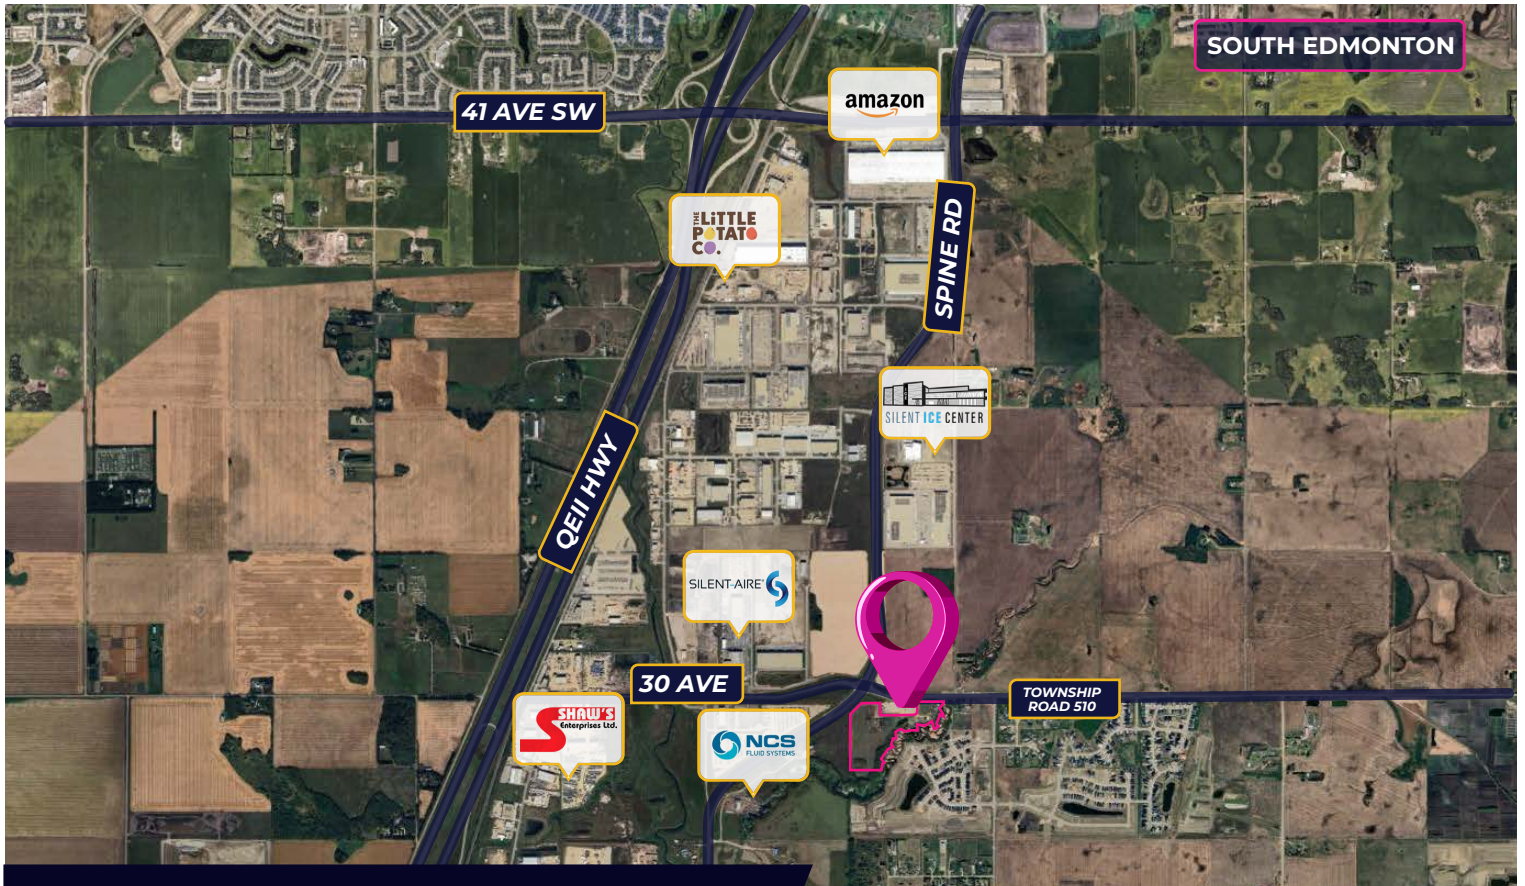 SOUTH EDMONTON
amazon
41 AVE SW
THE LiTTLE
POTATO
CO.
SPINE RD
SILENT ICE CENTER
QEII HWY
SILENT-AIRE
30 AVE
TOWNSHIP
ROAD 510
SHAW'S
Enterprises Ltd.
NCS
FLUID SYSTEMS